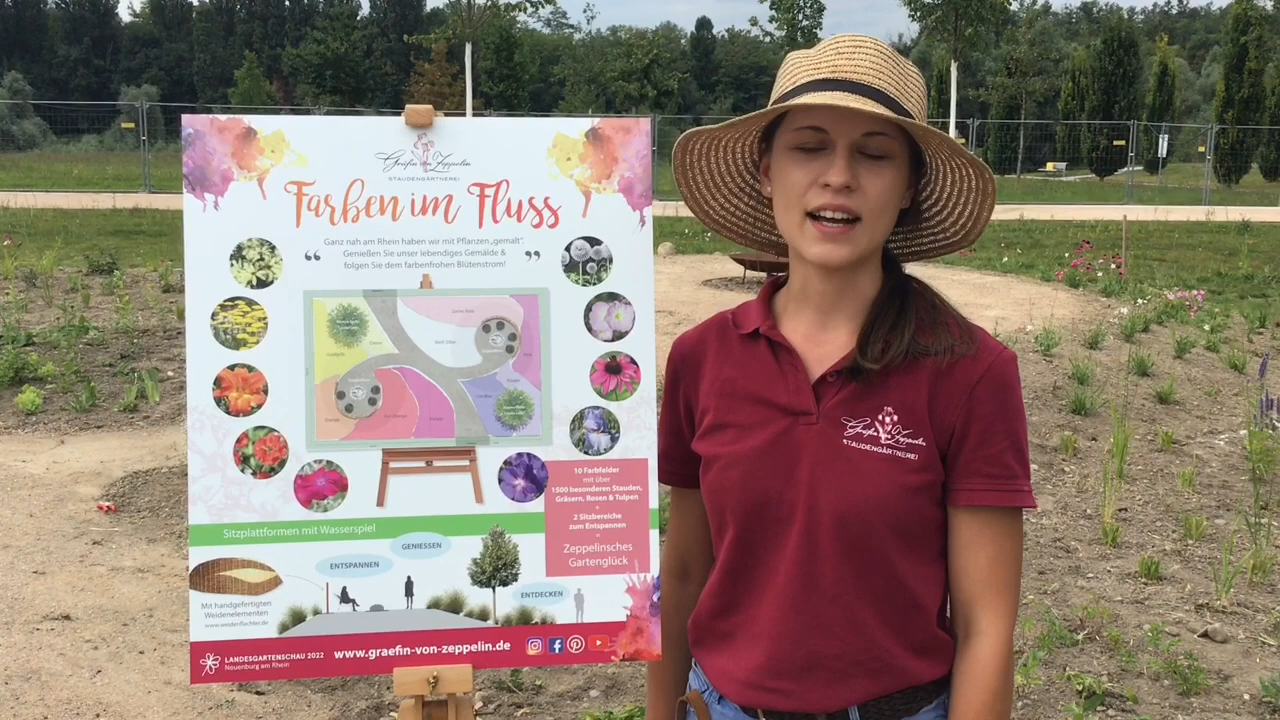 Gräfin von Zeppelin
STAUDENGÄRTNEREI
Farben im Fluss
Ganz nah am Rhein haben wir mit Pflanzen „gemalt“.
Genießen Sie unser lebendiges Gemälde &
folgen Sie dem farbenfrohen Blütenstrom!
10 Farbfelder
mit über
1500 besonderen Stauden,
Gräsern, Rosen & Tulpen
+
2 Sitzbereiche
zum Entspannen
=
Zeppelinsches
Gartenglück
Sitzplattformen mit Wasserspiel
GENIESSEN
ENTSPANNEN
ENTDECKEN
Mit handgefertigten
Weidenelementen
www.weidenflechter.de
LANDESGARTENSCHAU 2022
Neuenburg am Rhein
www.graefin-von-zeppelin.de
Gräfin von Zeppelin
STAUDENGÄRTNEREI